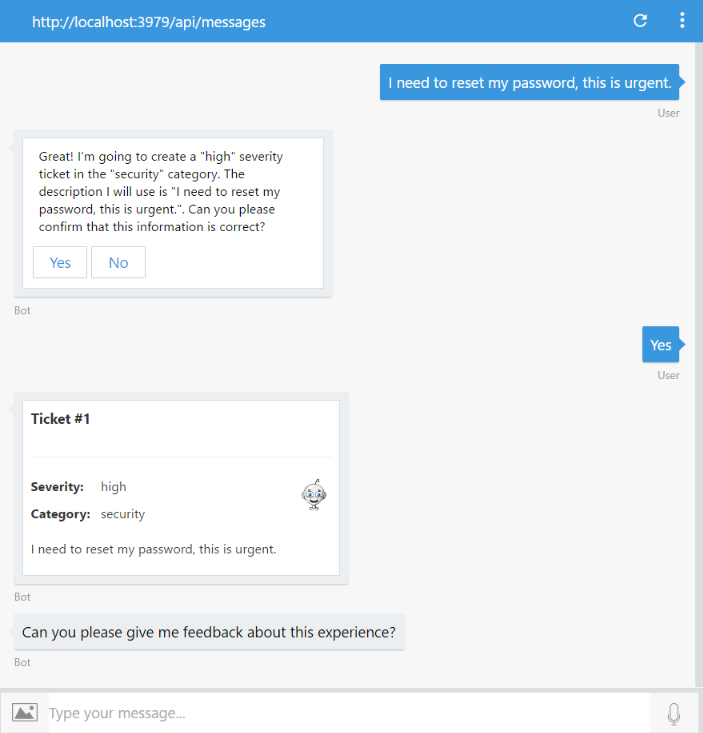 http://localhost:3979/api/messages
I need to reset my password, this is urgent.
User
Great! I'm going to create a "high" severity
ticket in the "security" category. The
description I will use is "I need to reset my
password, this is urgent.". Can you please
confirm that this information is correct?
Yes No
Bot
Yes
User
Ticket #1
Severity: high
Category: security
I need to reset my password, this is urgent.
Bot
Can you please give me feedback about this experience?
Bot
Type your message...